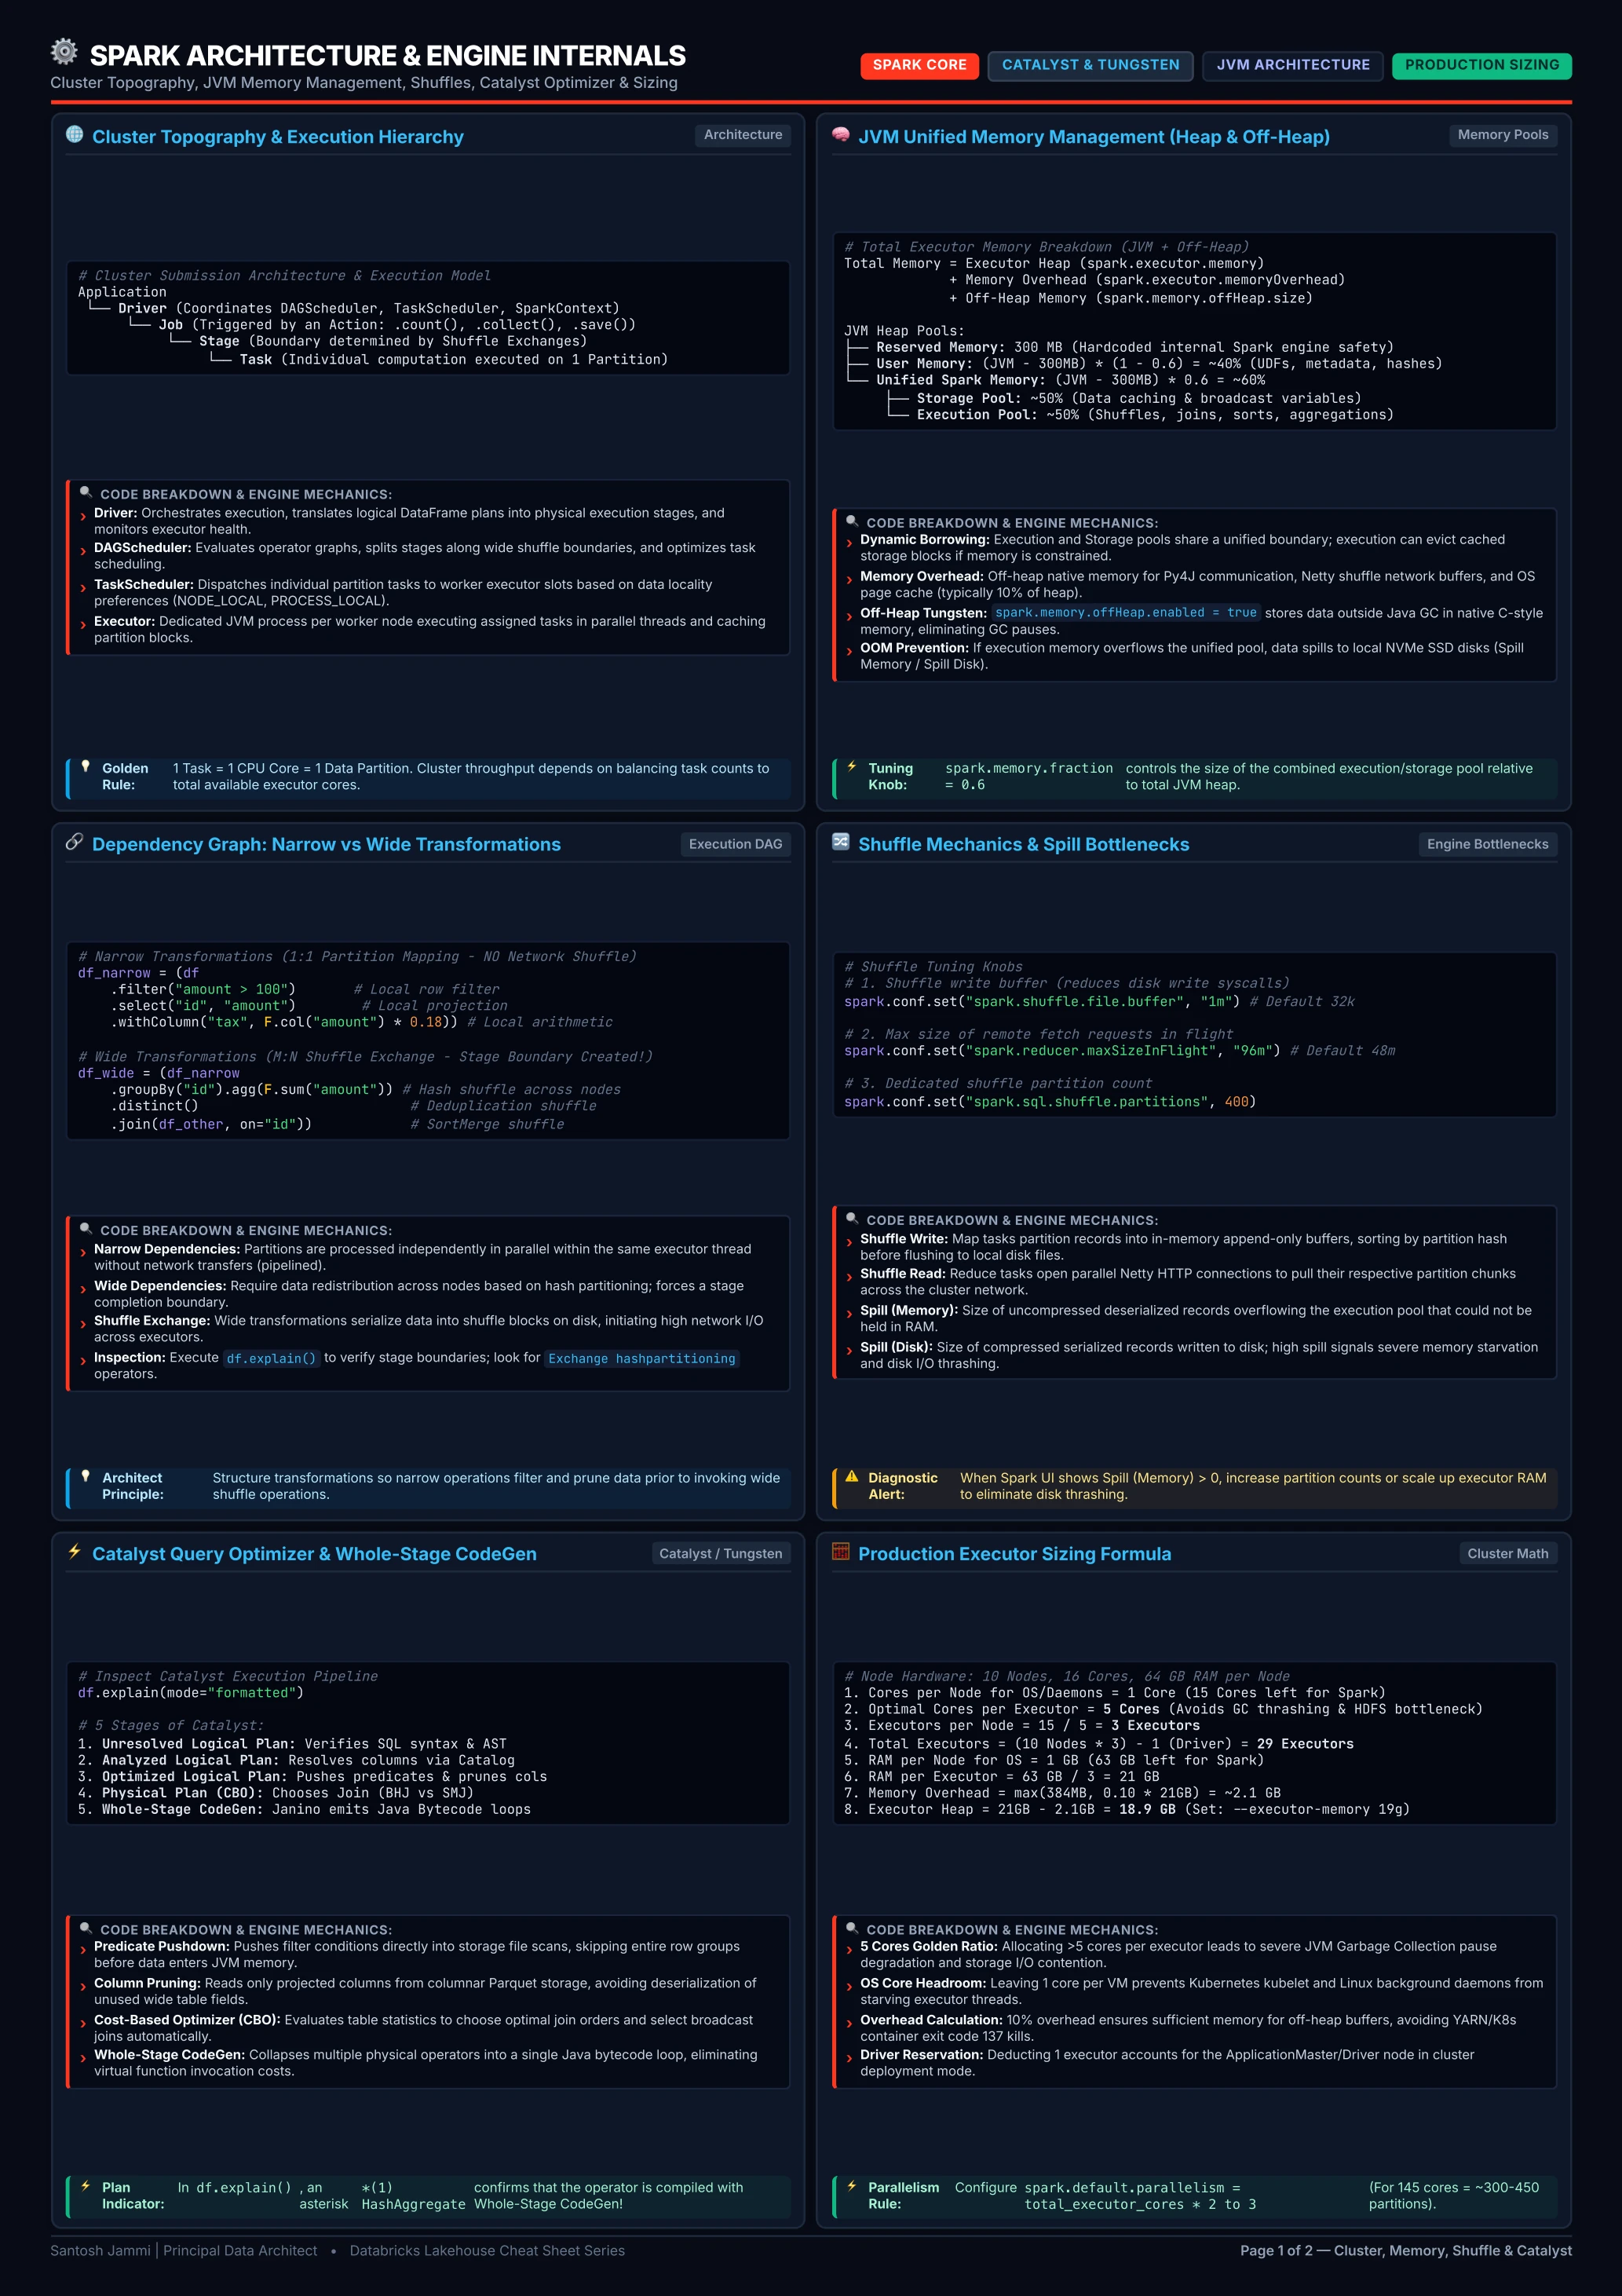 SPARK ARCHITECTURE & ENGINE INTERNALS
Cluster Topography, JVM Memory Management, Shuffles, Catalyst Optimizer & Sizing
SPARK CORE
CATALYST & TUNGSTEN
JVM ARCHITECTURE
PRODUCTION SIZING
Cluster Topography & Execution Hierarchy
Architecture
# Cluster Submission Architecture & Execution Model
Application
└── Driver (Coordinates DAGScheduler, TaskScheduler, SparkContext)
└── Job (Triggered by an Action: .count(), .collect(), .save())
└── Stage (Boundary determined by Shuffle Exchanges)
└── Task (Individual computation executed on 1 Partition)
CODE BREAKDOWN & ENGINE MECHANICS:
› Driver: Orchestrates execution, translates logical DataFrame plans into physical execution stages, and
monitors executor health.
› DAGScheduler: Evaluates operator graphs, splits stages along wide shuffle boundaries, and optimizes task
scheduling.
› TaskScheduler: Dispatches individual partition tasks to worker executor slots based on data locality
preferences (NODE_LOCAL, PROCESS_LOCAL).
› Executor: Dedicated JVM process per worker node executing assigned tasks in parallel threads and caching
partition blocks.
Golden Rule: 1 Task = 1 CPU Core = 1 Data Partition. Cluster throughput depends on balancing task counts to
total available executor cores.
JVM Unified Memory Management (Heap & Off-Heap)
Memory Pools
# Total Executor Memory Breakdown (JVM + Off-Heap)
Total Memory = Executor Heap (spark.executor.memory)
+ Memory Overhead (spark.executor.memoryOverhead)
+ Off-Heap Memory (spark.memory.offHeap.size)
JVM Heap Pools:
├── Reserved Memory: 300 MB (Hardcoded internal Spark engine safety)
├── User Memory: (JVM - 300MB) * (1 - 0.6) = ~40% (UDFs, metadata, hashes)
└── Unified Spark Memory: (JVM - 300MB) * 0.6 = ~60%
├── Storage Pool: ~50% (Data caching & broadcast variables)
└── Execution Pool: ~50% (Shuffles, joins, sorts, aggregations)
CODE BREAKDOWN & ENGINE MECHANICS:
› Dynamic Borrowing: Execution and Storage pools share a unified boundary; execution can evict cached
storage blocks if memory is constrained.
› Memory Overhead: Off-heap native memory for Py4J communication, Netty shuffle network buffers, and OS
page cache (typically 10% of heap).
› Off-Heap Tungsten: spark.memory.offHeap.enabled = true stores data outside Java GC in native C-style
memory, eliminating GC pauses.
› OOM Prevention: If execution memory overflows the unified pool, data spills to local NVMe SSD disks (Spill
Memory / Spill Disk).
Tuning Knob: spark.memory.fraction = 0.6 controls the size of the combined execution/storage pool relative
to total JVM heap.
Dependency Graph: Narrow vs Wide Transformations
Execution DAG
# Narrow Transformations (1:1 Partition Mapping - NO Network Shuffle)
df_narrow = (df
.filter("amount > 100") # Local row filter
.select("id", "amount") # Local projection
.withColumn("tax", F.col("amount") * 0.18)) # Local arithmetic
# Wide Transformations (M:N Shuffle Exchange - Stage Boundary Created!)
df_wide = (df_narrow
.groupBy("id").agg(F.sum("amount")) # Hash shuffle across nodes
.distinct() # Deduplication shuffle
.join(df_other, on="id")) # SortMerge shuffle
CODE BREAKDOWN & ENGINE MECHANICS:
› Narrow Dependencies: Partitions are processed independently in parallel within the same executor thread
without network transfers (pipelined).
› Wide Dependencies: Require data redistribution across nodes based on hash partitioning; forces a stage
completion boundary.
› Shuffle Exchange: Wide transformations serialize data into shuffle blocks on disk, initiating high network I/O
across executors.
› Inspection: Execute df.explain() to verify stage boundaries; look for Exchange hashpartitioning
operators.
Architect Principle: Structure transformations so narrow operations filter and prune data prior to invoking wide
shuffle operations.
Shuffle Mechanics & Spill Bottlenecks
Engine Bottlenecks
# Shuffle Tuning Knobs
# 1. Shuffle write buffer (reduces disk write syscalls)
spark.conf.set("spark.shuffle.file.buffer", "1m") # Default 32k
# 2. Max size of remote fetch requests in flight
spark.conf.set("spark.reducer.maxSizeInFlight", "96m") # Default 48m
# 3. Dedicated shuffle partition count
spark.conf.set("spark.sql.shuffle.partitions", 400)
CODE BREAKDOWN & ENGINE MECHANICS:
› Shuffle Write: Map tasks partition records into in-memory append-only buffers, sorting by partition hash
before flushing to local disk files.
› Shuffle Read: Reduce tasks open parallel Netty HTTP connections to pull their respective partition chunks
across the cluster network.
› Spill (Memory): Size of uncompressed deserialized records overflowing the execution pool that could not be
held in RAM.
› Spill (Disk): Size of compressed serialized records written to disk; high spill signals severe memory starvation
and disk I/O thrashing.
Diagnostic Alert: When Spark UI shows Spill (Memory) > 0, increase partition counts or scale up executor RAM
to eliminate disk thrashing.
Catalyst Query Optimizer & Whole-Stage CodeGen
Catalyst / Tungsten
# Inspect Catalyst Execution Pipeline
df.explain(mode="formatted")
# 5 Stages of Catalyst:
1. Unresolved Logical Plan: Verifies SQL syntax & AST
2. Analyzed Logical Plan: Resolves columns via Catalog
3. Optimized Logical Plan: Pushes predicates & prunes cols
4. Physical Plan (CBO): Chooses Join (BHJ vs SMJ)
5. Whole-Stage CodeGen: Janino emits Java Bytecode loops
CODE BREAKDOWN & ENGINE MECHANICS:
› Predicate Pushdown: Pushes filter conditions directly into storage file scans, skipping entire row groups
before data enters JVM memory.
› Column Pruning: Reads only projected columns from columnar Parquet storage, avoiding deserialization of
unused wide table fields.
› Cost-Based Optimizer (CBO): Evaluates table statistics to choose optimal join orders and select broadcast
joins automatically.
› Whole-Stage CodeGen: Collapses multiple physical operators into a single Java bytecode loop, eliminating
virtual function invocation costs.
Plan Indicator: In df.explain() , an asterisk *(1) HashAggregate confirms that the operator is compiled with
Whole-Stage CodeGen!
Production Executor Sizing Formula
Cluster Math
# Node Hardware: 10 Nodes, 16 Cores, 64 GB RAM per Node
1. Cores per Node for OS/Daemons = 1 Core (15 Cores left for Spark)
2. Optimal Cores per Executor = 5 Cores (Avoids GC thrashing & HDFS bottleneck)
3. Executors per Node = 15 / 5 = 3 Executors
4. Total Executors = (10 Nodes * 3) - 1 (Driver) = 29 Executors
5. RAM per Node for OS = 1 GB (63 GB left for Spark)
6. RAM per Executor = 63 GB / 3 = 21 GB
7. Memory Overhead = max(384MB, 0.10 * 21GB) = ~2.1 GB
8. Executor Heap = 21GB - 2.1GB = 18.9 GB (Set: --executor-memory 19g)
CODE BREAKDOWN & ENGINE MECHANICS:
› 5 Cores Golden Ratio: Allocating >5 cores per executor leads to severe JVM Garbage Collection pause
degradation and storage I/O contention.
› OS Core Headroom: Leaving 1 core per VM prevents Kubernetes kubelet and Linux background daemons from
starving executor threads.
› Overhead Calculation: 10% overhead ensures sufficient memory for off-heap buffers, avoiding YARN/K8s
container exit code 137 kills.
› Driver Reservation: Deducting 1 executor accounts for the ApplicationMaster/Driver node in cluster
deployment mode.
Parallelism Rule: Configure spark.default.parallelism = total_executor_cores * 2 to 3 (For 145 cores = ~300-450
partitions).
Santosh Jammi | Principal Data Architect • Databricks Lakehouse Cheat Sheet Series
Page 1 of 2 — Cluster, Memory, Shuffle & Catalyst